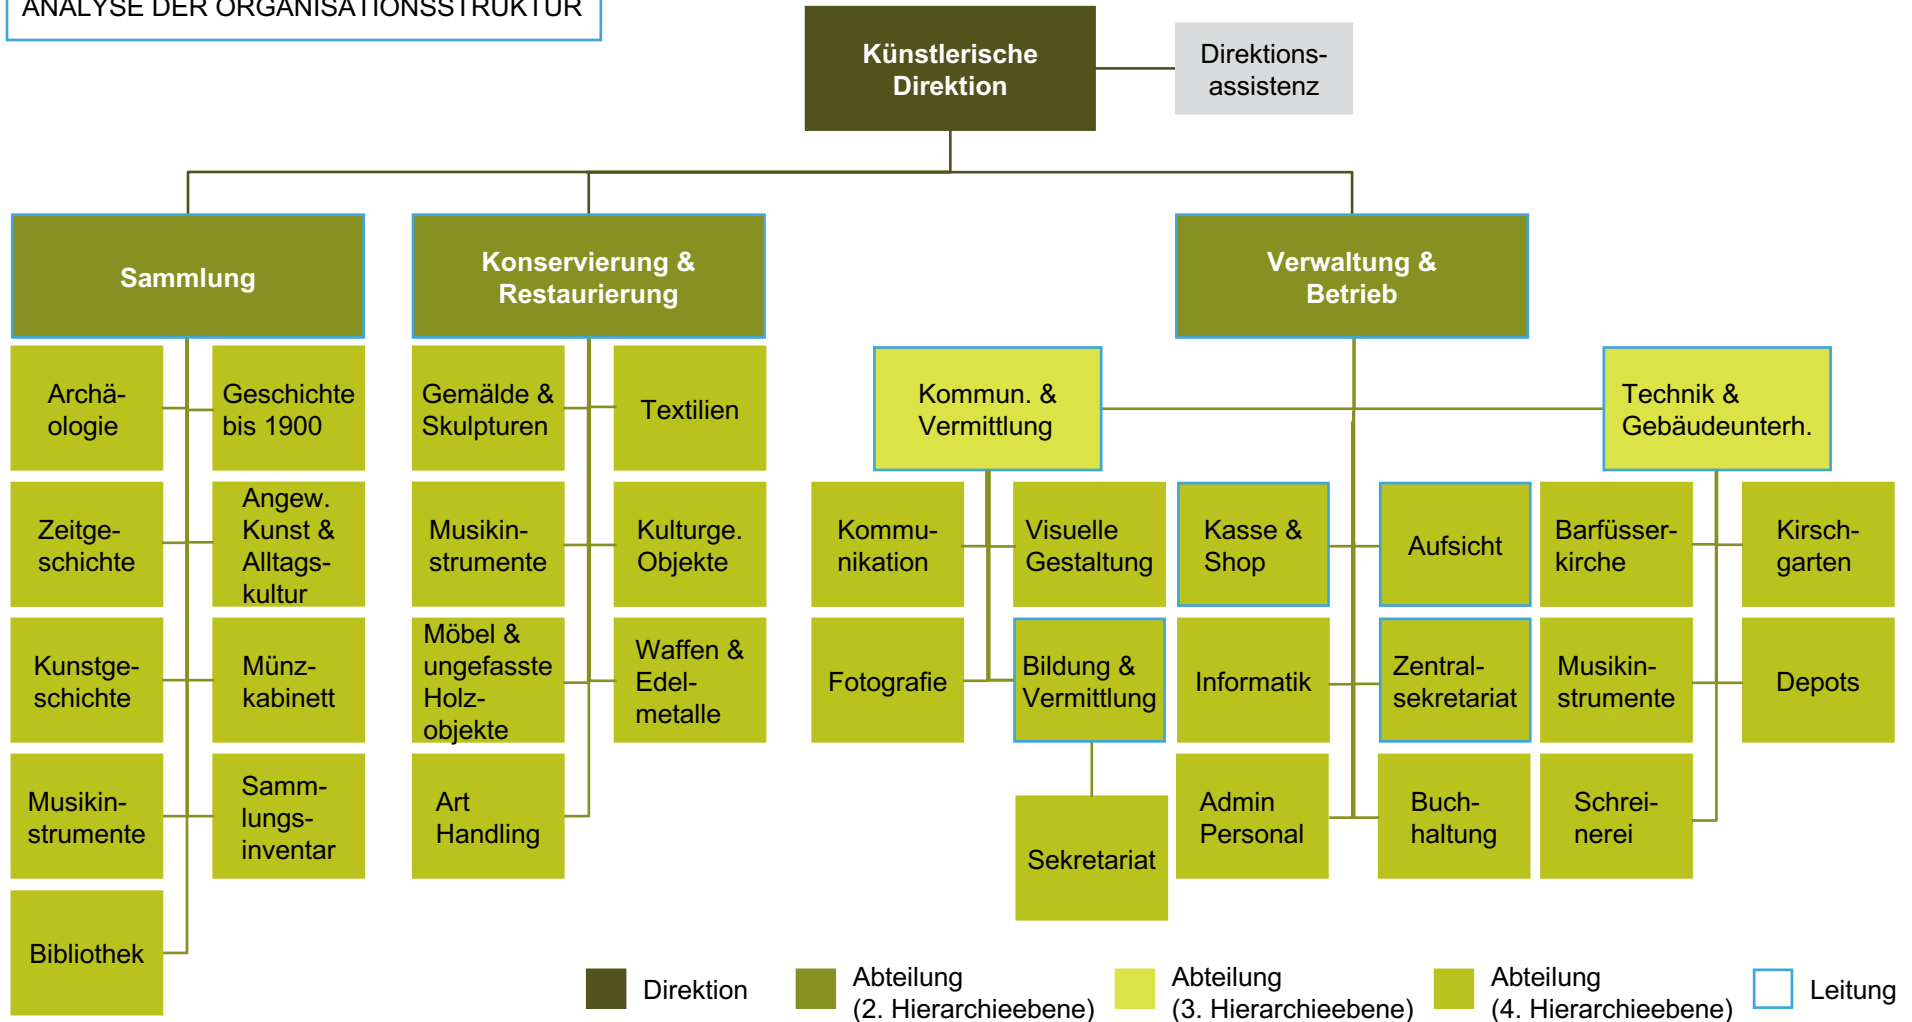 ANALYSE DER ORGANISATIONSSTRUKTUR
Künstlerische
Direktion
Direktions-
assistenz
Sammlung
Konservierung &
Restaurierung
Verwaltung &
Betrieb
Archä-
ologie
Geschichte
bis 1900
Zeitge-
schichte
Angew.
Kunst &
Alltags-
kultur
Kunstge-
schichte
Münz-
kabinett
Musikin-
strumente
Samm-
lungs-
inventar
Bibliothek
Gemälde &
Skulpturen
Textilien
Musikin-
strumente
Kulturge.
Objekte
Möbel &
ungefasste
Holz-
objekte
Waffen &
Edel-
metalle
Art
Handling
Kommun. &
Vermittlung
Technik &
Gebäudeunterh.
Kommu-
nikation
Visuelle
Gestaltung
Fotografie
Bildung &
Vermittlung
Sekretariat
Kasse &
Shop
Aufsicht
Informatik
Zentral-
sekretariat
Admin
Personal
Buch-
haltung
Barfüsser-
kirche
Kirsch-
garten
Musikin-
strumente
Depots
Schrei-
nerei
Direktion
Abteilung
(2. Hierarchieebene)
Abteilung
(3. Hierarchieebene)
Abteilung
(4. Hierarchieebene)
Leitung